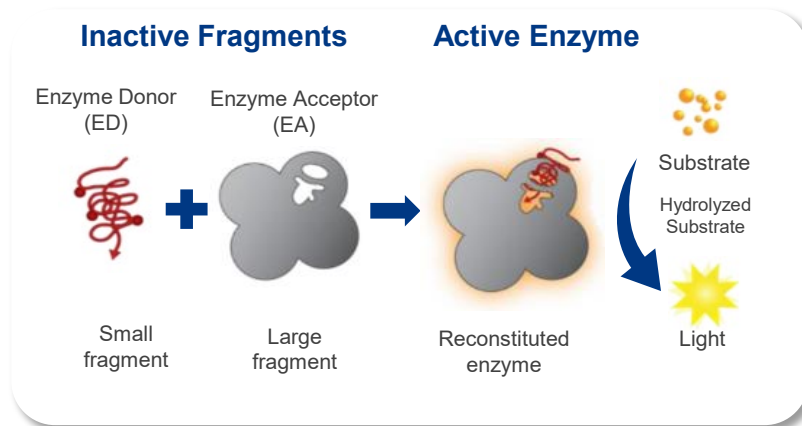 Inactive Fragments
Active Enzyme
Enzyme Donor
(ED)
Enzyme Acceptor
(EA)
Substrate
Hydrolyzed
Substrate
Small
fragment
Large
fragment
Reconstituted
enzyme
Light